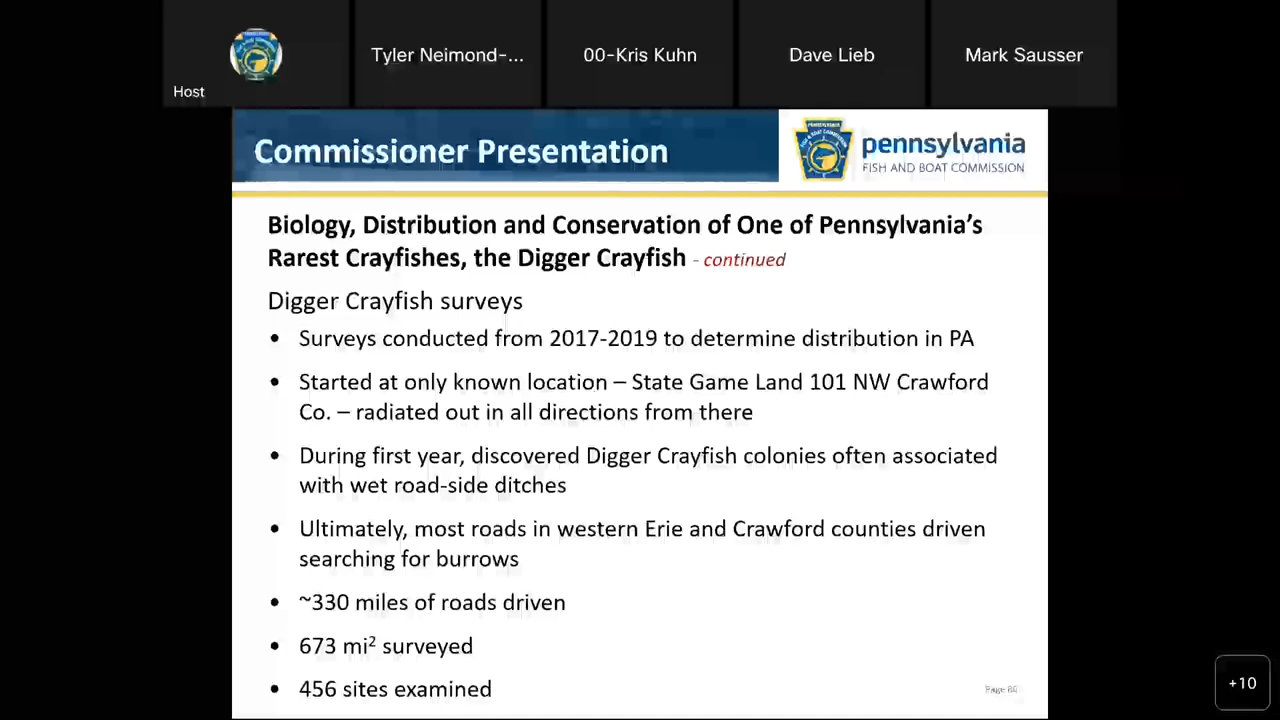 Tyler Neimond-...
00-Kris Kuhn
Dave Lieb
Mark Sausser
Host
Commissioner Presentation
pennsylvania
FISH AND BOAT COMMISSION
Biology, Distribution and Conservation of One of Pennsylvania's
Rarest Crayfishes, the Digger Crayfish - continued
Digger Crayfish surveys
• Surveys conducted from 2017-2019 to determine distribution in PA
• Started at only known location – State Game Land 101 NW Crawford
Co. – radiated out in all directions from there
• During first year, discovered Digger Crayfish colonies often associated
with wet road-side ditches
• Ultimately, most roads in western Erie and Crawford counties driven
searching for burrows
• ~330 miles of roads driven
• 673 mi² surveyed
• 456 sites examined
Page
+10